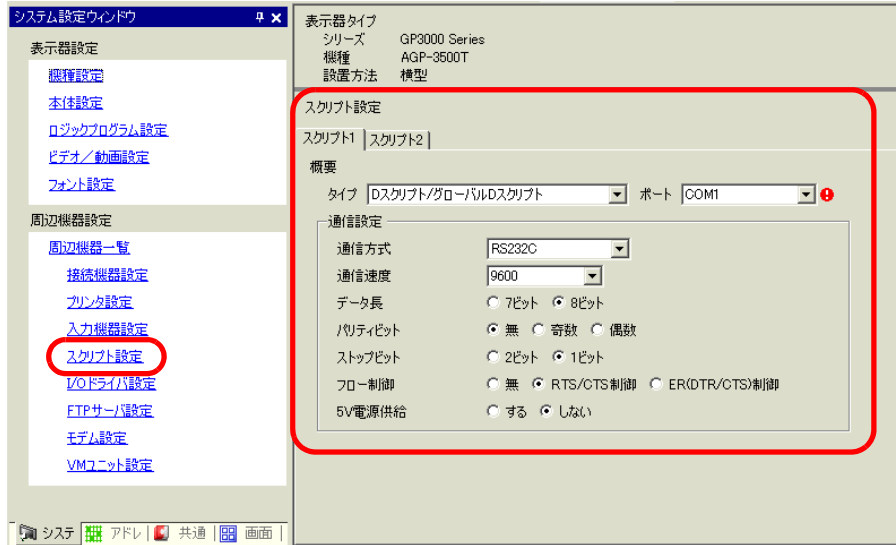 システム設定ウィンドウ
表示器設定
機種設定
本体設定
ロジックプログラム設定
ビデオ／動画設定
フォント設定
周辺機器設定
周辺機器一覧
接続機器設定
プリンタ設定
入力機器設定
スクリプト設定
I/Oドライバ設定
FTPサーバ設定
モデム設定
VMユニット設定
システ アドレ 共通 画面
表示器タイプ
シリーズ GP3000 Series
機種 AGP-3500T
設置方法 横型
スクリプト設定
スクリプト1 スクリプト2
概要
タイプ Dスクリプト/グローバルDスクリプト ポート COM1
通信設定
通信方式 RS232C
通信速度 9600
データ長 7ビット 8ビット
パリティビット 無 奇数 偶数
ストップビット 2ビット 1ビット
フロー制御 無 RTS/CTS制御 ER(DTR/CTS)制御
5V電源供給 する しない